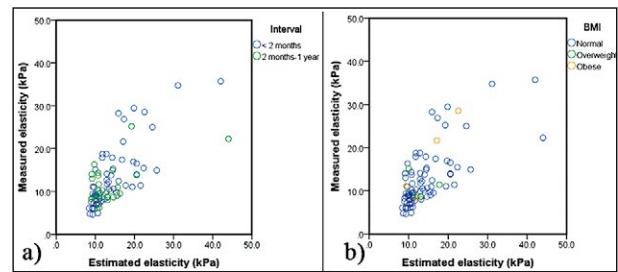 50.0
40.0
30.0
20.0
10.0
.0
.0
10.0
20.0
30.0
40.0
50.0
Measured elasticity (kPa)
Estimated elasticity (kPa)
Interval
< 2 months
2 months-1 year
a)
50.0
40.0
30.0
20.0
10.0
.0
.0
10.0
20.0
30.0
40.0
50.0
Measured elasticity (kPa)
Estimated elasticity (kPa)
BMI
Normal
Overweight
Obese
b)